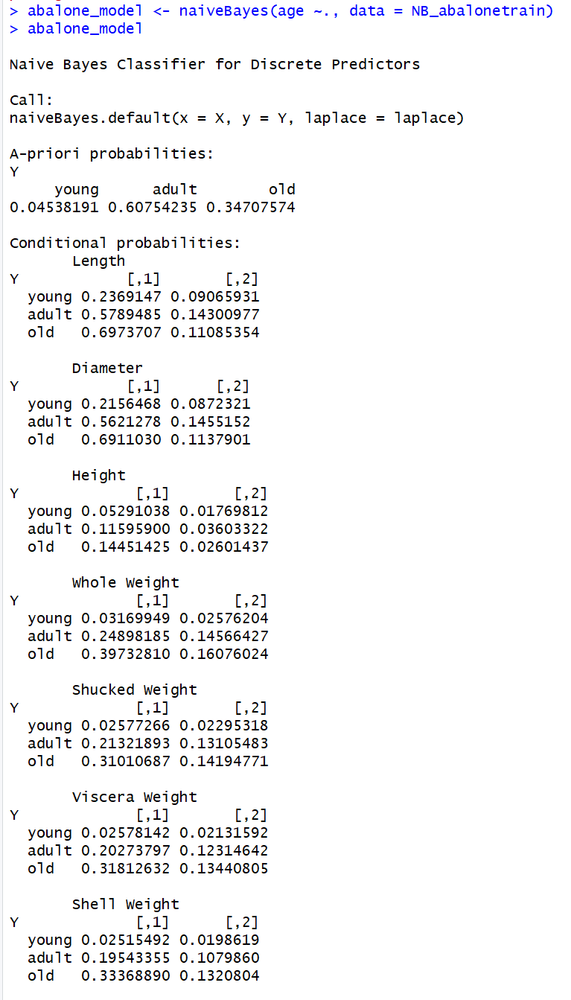 > abalone_model <- naiveBayes(age ~., data = NB_abalonetrain)
> abalone_model
Naive Bayes Classifier for Discrete Predictors
Call:
naiveBayes.default(x = X, y = Y, laplace = laplace)
A-priori probabilities:
Y
     young      adult        old
0.04538191 0.60754235 0.34707574
Conditional probabilities:
       Length
Y            [,1]       [,2]
  young 0.2369147 0.09065931
  adult 0.5789485 0.14300977
  old   0.6973707 0.11085354
       Diameter
Y            [,1]      [,2]
  young 0.2156468 0.0872321
  adult 0.5621278 0.1455152
  old   0.6911030 0.1137901
       Height
Y             [,1]       [,2]
  young 0.05291038 0.01769812
  adult 0.11595900 0.03603322
  old   0.14451425 0.02601437
       Whole Weight
Y             [,1]       [,2]
  young 0.03169949 0.02576204
  adult 0.24898185 0.14566427
  old   0.39732810 0.16076024
       Shucked Weight
Y             [,1]       [,2]
  young 0.02577266 0.02295318
  adult 0.21321893 0.13105483
  old   0.31010687 0.14194771
       Viscera Weight
Y             [,1]       [,2]
  young 0.02578142 0.02131592
  adult 0.20273797 0.12314642
  old   0.31812632 0.13440805
       Shell Weight
Y             [,1]      [,2]
  young 0.02515492 0.0198619
  adult 0.19543355 0.1079860
  old   0.33368890 0.1320804